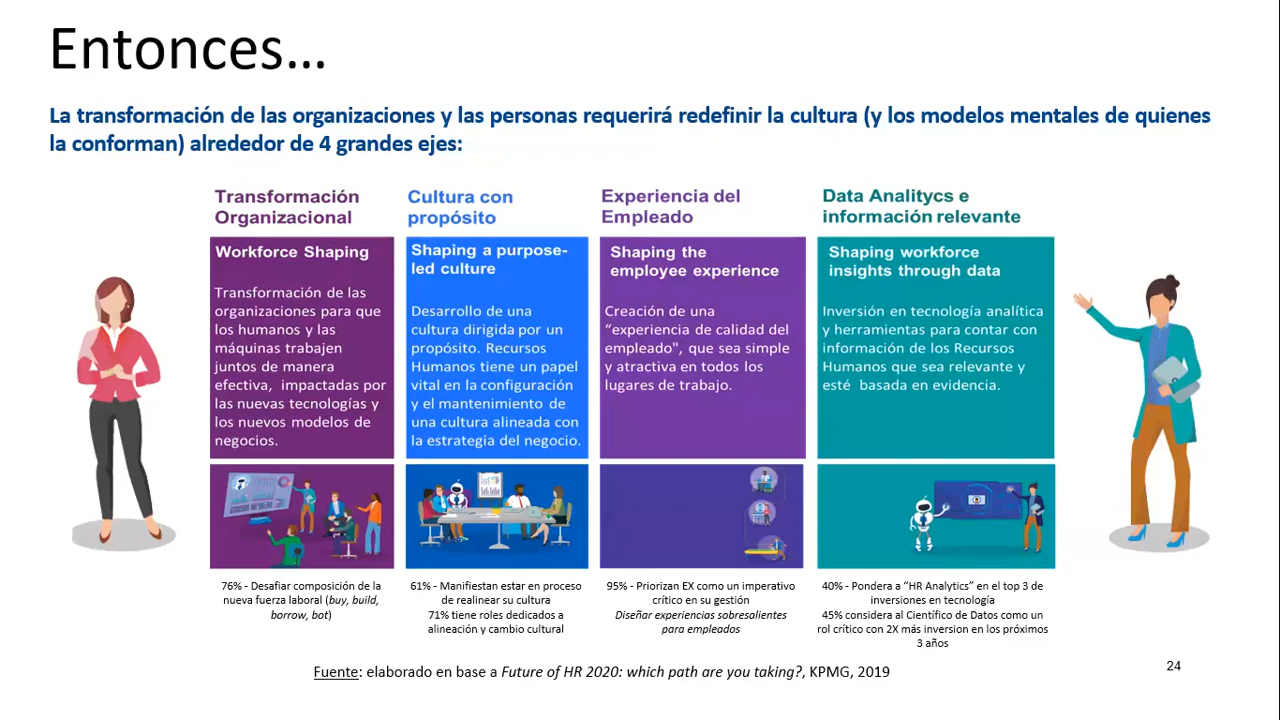 Entonces...
La transformación de las organizaciones y las personas requerirá redefinir la cultura (y los modelos mentales de quienes
la conforman) alrededor de 4 grandes ejes:
Transformación
Organizacional
Workforce Shaping
Transformación de las
organizaciones para que
los humanos y las
máquinas trabajen
juntos de manera
efectiva, impactadas por
las nuevas tecnologías y
los nuevos modelos de
negocios.
76% - Desafiar composición de la
nueva fuerza laboral (buy, build,
borrow, bot)
Cultura con
propósito
Shaping a purpose-
led culture
Desarrollo de una
cultura dirigida por un
propósito. Recursos
Humanos tiene un papel
vital en la configuración
y el mantenimiento de
una cultura alineada con
la estrategia del negocio.
61% - Manifiestan estar en proceso
de realinear su cultura
71% tiene roles dedicados a
alineación y cambio cultural
Experiencia del
Empleado
Shaping the
employee experience
Creación de una
“experiencia de calidad del
empleado", que sea simple
y atractiva en todos los
lugares de trabajo.
95% - Priorizan EX como un imperativo
crítico en su gestión
Diseñar experiencias sobresalientes
para empleados
Data Analitycs e
información relevante
Shaping workforce
insights through data
Inversión en tecnología analítica
y herramientas para contar con
información de los Recursos
Humanos que sea relevante y
esté basada en evidencia.
40% - Pondera a “HR Analytics” en el top 3 de
inversiones en tecnología
45% considera al Científico de Datos como un
rol crítico con 2X más inversion en los próximos
3 años
Fuente: elaborado en base a Future of HR 2020: which path are you taking?, KPMG, 2019
24